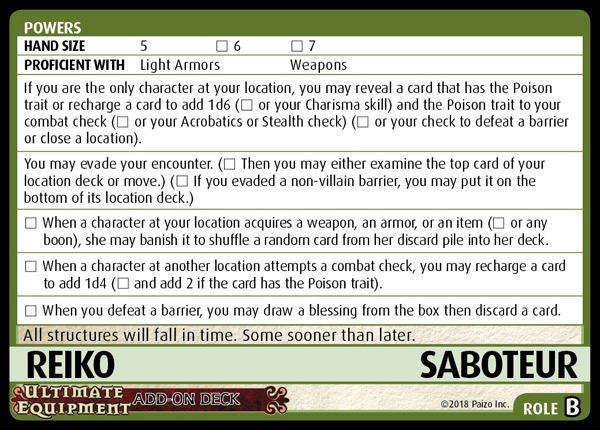 POWERS
HAND SIZE 5 ☐ 6 ☐ 7
PROFICIENT WITH Light Armors Weapons
If you are the only character at your location, you may reveal a card that has the Poison
trait or recharge a card to add 1d6 (☐ or your Charisma skill) and the Poison trait to your
combat check (☐ or your Acrobatics or Stealth check) (☐ or your check to defeat a barrier
or close a location).
You may evade your encounter. (☐ Then you may either examine the top card of your
location deck or move.) (☐ If you evaded a non-villain barrier, you may put it on the
bottom of its location deck.)
☐ When a character at your location acquires a weapon, an armor, or an item (☐ or any
boon), she may banish it to shuffle a random card from her discard pile into her deck.
☐ When a character at another location attempts a combat check, you may recharge a card
to add 1d4 (☐ and add 2 if the card has the Poison trait).
☐ When you defeat a barrier, you may draw a blessing from the box then discard a card.
All structures will fall in time. Some sooner than later.
REIKO SABOTEUR
ULTIMATE EQUIPMENT ADD-ON DECK
©2018 Paizo Inc. ROLE B